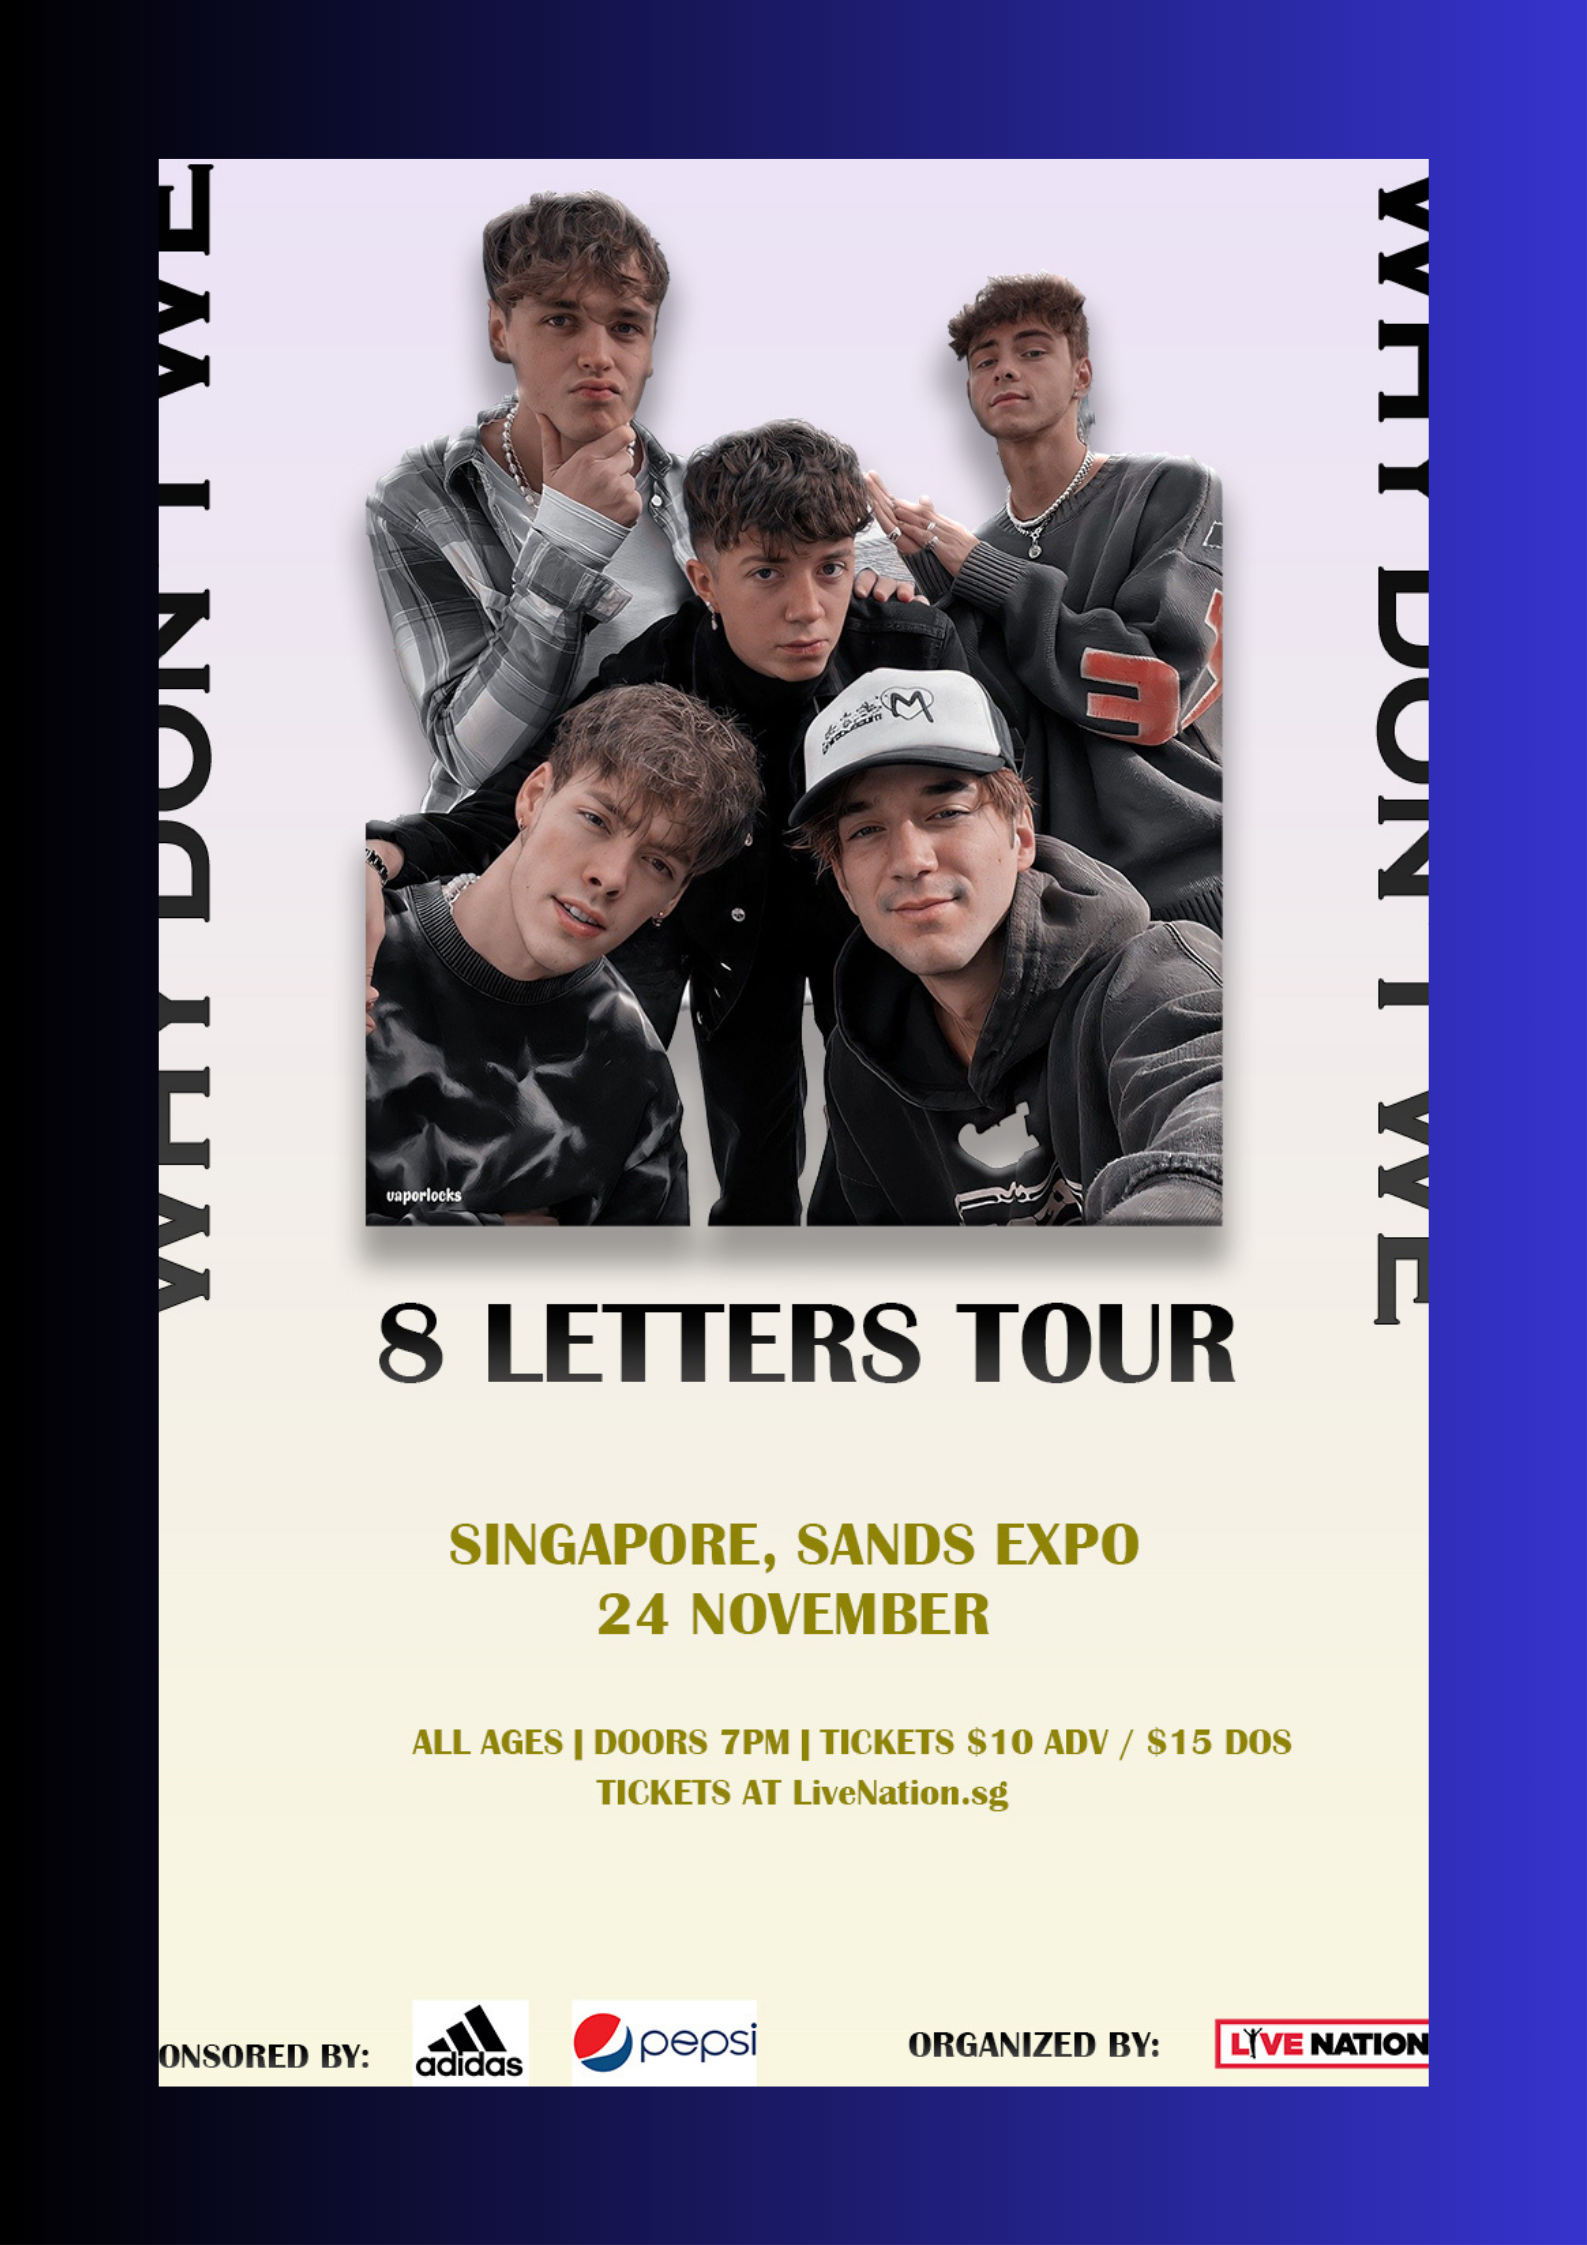 WHY DON'T WE
WHY DON'T WE
M
3
vaporlocks
8 LETTERS TOUR
SINGAPORE, SANDS EXPO
24 NOVEMBER
ALL AGES | DOORS 7PM | TICKETS $10 ADV / $15 DOS
TICKETS AT LiveNation.sg
ONSORED BY:
adidas
pepsi
ORGANIZED BY:
LIVE NATION